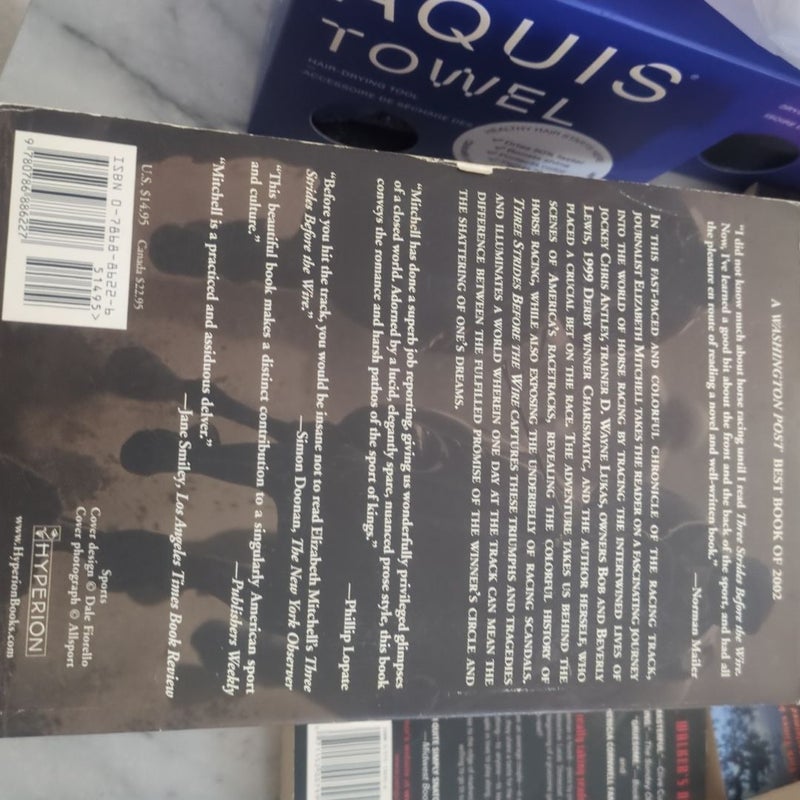 A WASHINGTON POST BEST BOOK OF 2002
"I did not know much about horse racing until I read Three Strides Before the Wire.
Now, I've learned a good bit about the front and the back of the sport, and had all
the pleasure en route of reading a novel and well-written book."
—Norman Mailer
IN THIS FAST-PACED AND COLORFUL CHRONICLE OF THE RACING TRACK,
JOURNALIST ELIZABETH MITCHELL TAKES THE READER ON A FASCINATING JOURNEY
INTO THE WORLD OF HORSE RACING BY TRACING THE INTERTWINED LIVES OF
JOCKEY CHRIS ANTLEY, TRAINER D. WAYNE LUKAS, OWNERS BOB AND BEVERLY
LEWIS, 1999 DERBY WINNER CHARISMATIC, AND THE AUTHOR HERSELF, WHO
PLACED A CRUCIAL BET ON THE RACE. THE ADVENTURE TAKES US BEHIND THE
SCENES OF AMERICA'S RACETRACKS, REVEALING THE COLORFUL HISTORY OF
HORSE RACING, WHILE ALSO EXPOSING THE UNDERBELLY OF RACING SCANDALS.
THREE STRIDES BEFORE THE WIRE CAPTURES THESE TRIUMPHS AND TRAGEDIES
AND ILLUMINATES A WORLD WHEREIN ONE DAY AT THE TRACK CAN MEAN THE
DIFFERENCE BETWEEN THE FULFILLED PROMISE OF THE WINNER'S CIRCLE AND
THE SHATTERING OF ONE'S DREAMS.
"Mitchell has done a superb job reporting, giving us wonderfully privileged glimpses
of a closed world. Adorned by a lucid, elegantly spare, nuanced prose style, this book
conveys the romance and harsh pathos of the sport of kings."
—Phillip Lopate
"Before you hit the track, you would be insane not to read Elizabeth Mitchell's Three
Strides Before the Wire."
—Simon Doonan, The New York Observer
"This beautiful book makes a distinct contribution to a singularly American sport
and culture."
—Publishers Weekly
"Mitchell is a practiced and assiduous delver."
—Jane Smiley, Los Angeles Times Book Review
U.S. $14.95 Canada $22.95
ISBN 0-7868-8622-6
51495>
9 780786 886227
Sports
Cover design © Dale Fiorello
Cover photograph © Allsport
HYPERION
www.HyperionBooks.com
AQUIS®
TOWEL
HAIR-DRYING TOOL
ACCESSOIRE DE SÉCHAGE DES
HEALTHY HAIR STARTS
WALKER'S
—Midwest Boo